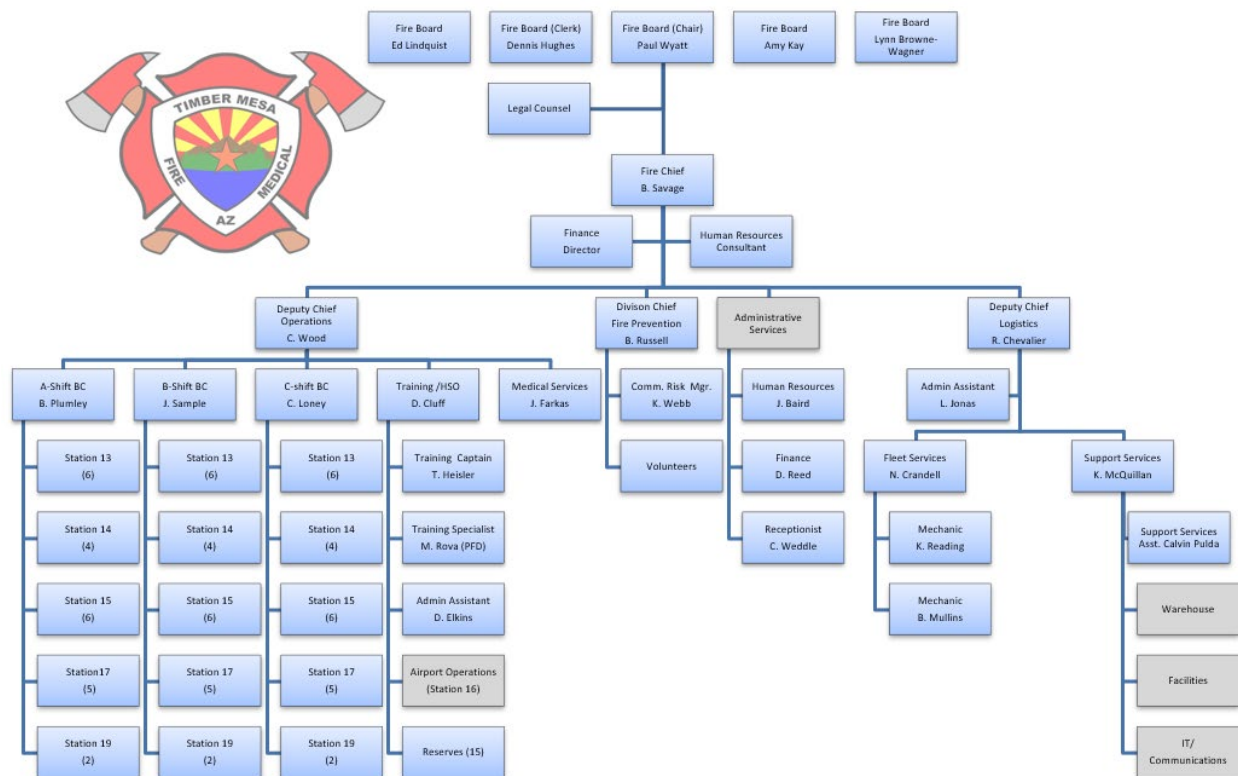 TIMBER MESA
FIRE
MEDICAL
AZ
Fire Board
Ed Lindquist
Fire Board (Clerk)
Dennis Hughes
Fire Board (Chair)
Paul Wyatt
Fire Board
Amy Kay
Fire Board
Lynn Browne-
Wagner
Legal Counsel
Fire Chief
B. Savage
Finance
Director
Human Resources
Consultant
Deputy Chief
Operations
C. Wood
Divison Chief
Fire Prevention
B. Russell
Administrative
Services
Deputy Chief
Logistics
R. Chevalier
A-Shift BC
B. Plumley
B-Shift BC
J. Sample
C-shift BC
C. Loney
Training /HSO
D. Cluff
Medical Services
J. Farkas
Comm. Risk Mgr.
K. Webb
Human Resources
J. Baird
Admin Assistant
L. Jonas
Station 13
(6)
Station 13
(6)
Station 13
(6)
Training Captain
T. Heisler
Volunteers
Finance
D. Reed
Fleet Services
N. Crandell
Support Services
K. McQuillan
Station 14
(4)
Station 14
(4)
Station 14
(4)
Training Specialist
M. Rova (PFD)
Receptionist
C. Weddle
Mechanic
K. Reading
Support Services
Asst. Calvin Pulda
Station 15
(6)
Station 15
(6)
Station 15
(6)
Admin Assistant
D. Elkins
Mechanic
B. Mullins
Warehouse
Station17
(5)
Station 17
(5)
Station 17
(5)
Airport Operations
(Station 16)
Facilities
Station 19
(2)
Station 19
(2)
Station 19
(2)
Reserves (15)
IT/
Communications